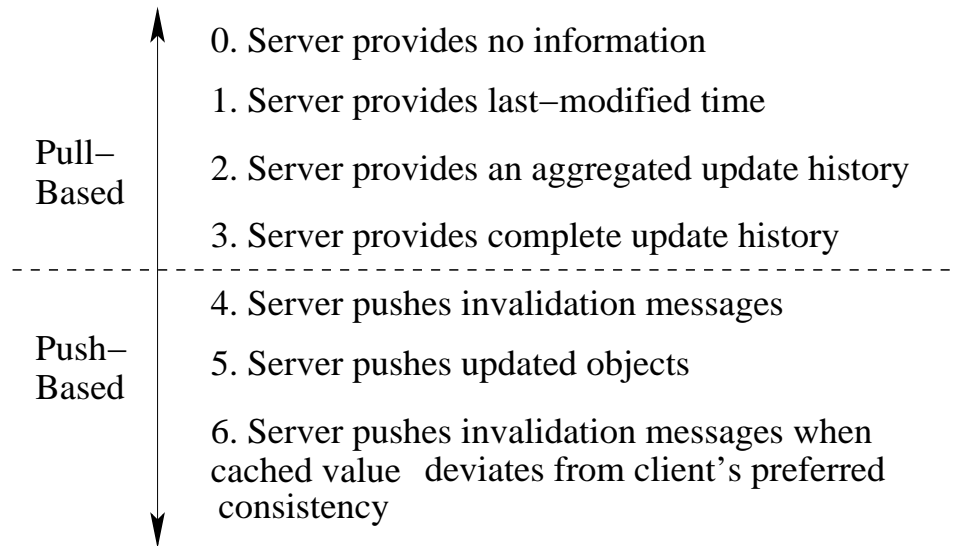 0. Server provides no information
1. Server provides last−modified time
Pull−
Based
2. Server provides an aggregated update history
3. Server provides complete update history
4. Server pushes invalidation messages
Push−
Based
5. Server pushes updated objects
6. Server pushes invalidation messages when
cached value deviates from client's preferred
consistency